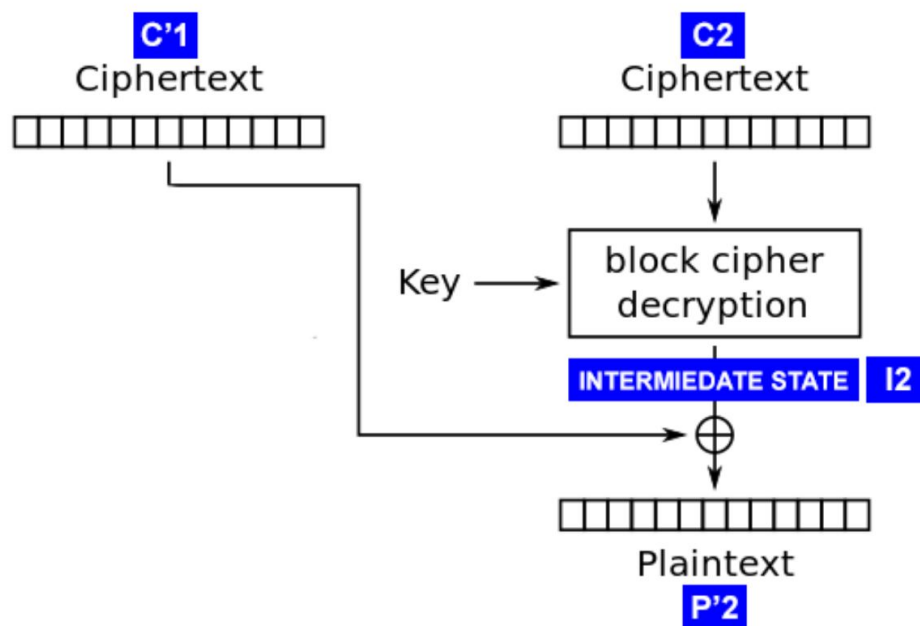 C'1
Ciphertext
C2
Ciphertext
Key
block cipher
decryption
INTERMIEDATE STATE
I2
Plaintext
P'2